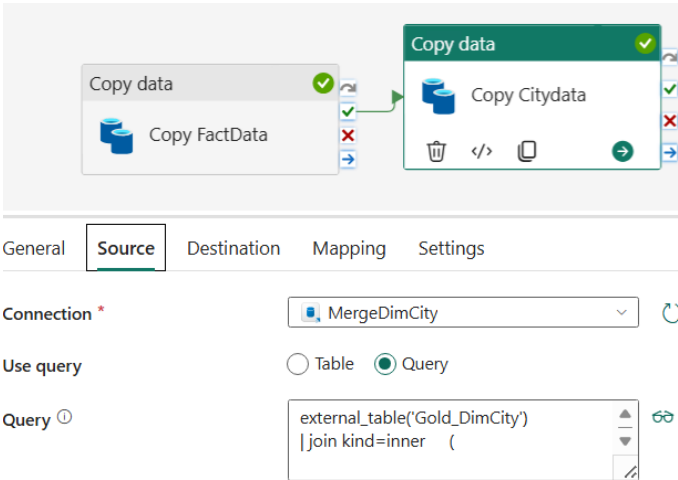 Copy data
Copy FactData
Copy data
Copy Citydata
</>
General Source Destination Mapping Settings
Connection *
MergeDimCity
Use query
Table Query
Query
external_table('Gold_DimCity')
| join kind=inner    (